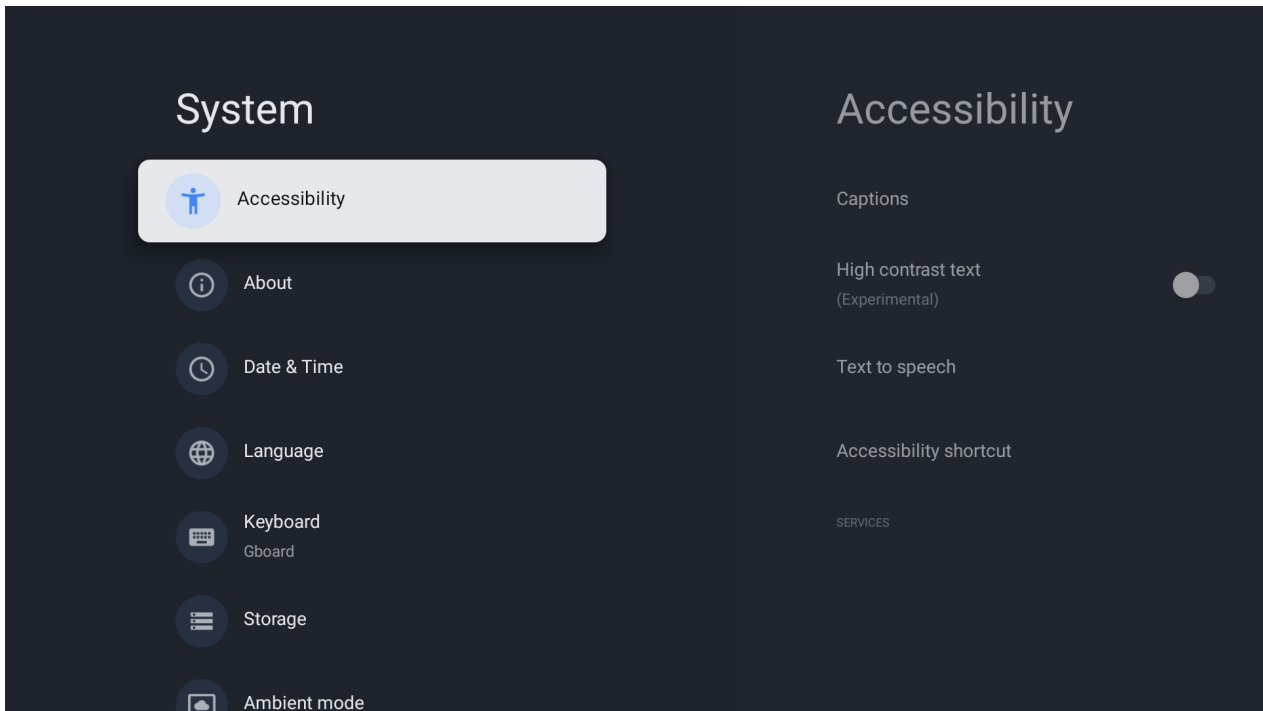 System
Accessibility
About
Date & Time
Language
Keyboard
Gboard
Storage
Ambient mode
Accessibility
Captions
High contrast text
(Experimental)
Text to speech
Accessibility shortcut
SERVICES